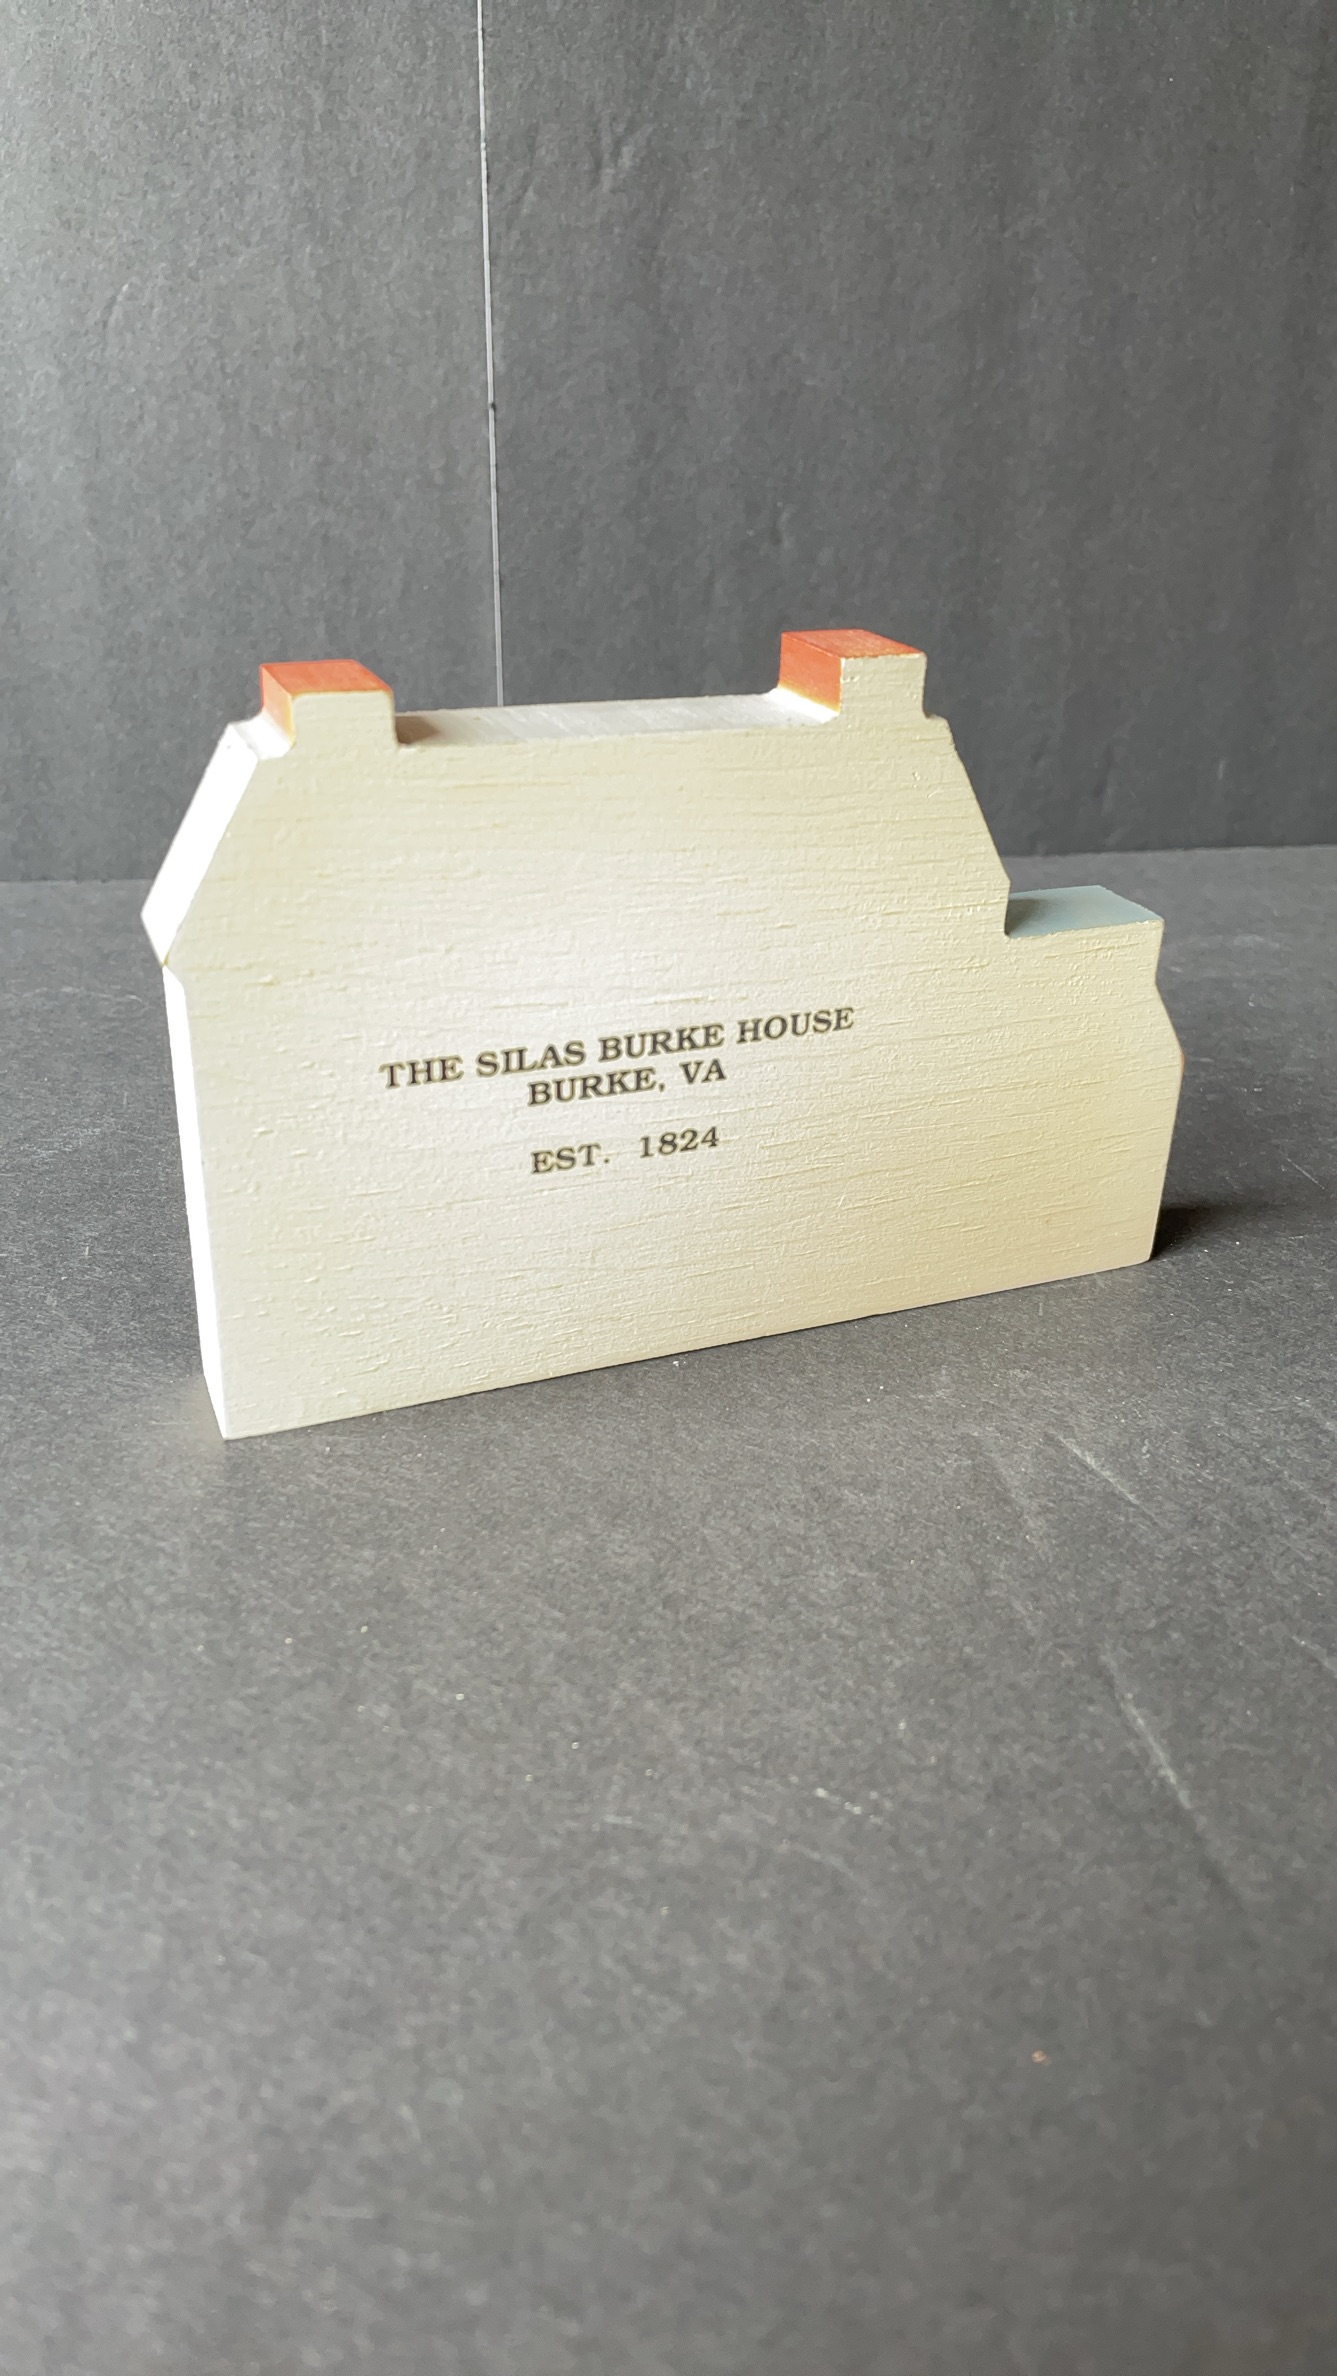 THE SILAS BURKE HOUSE
BURKE, VA
EST. 1824